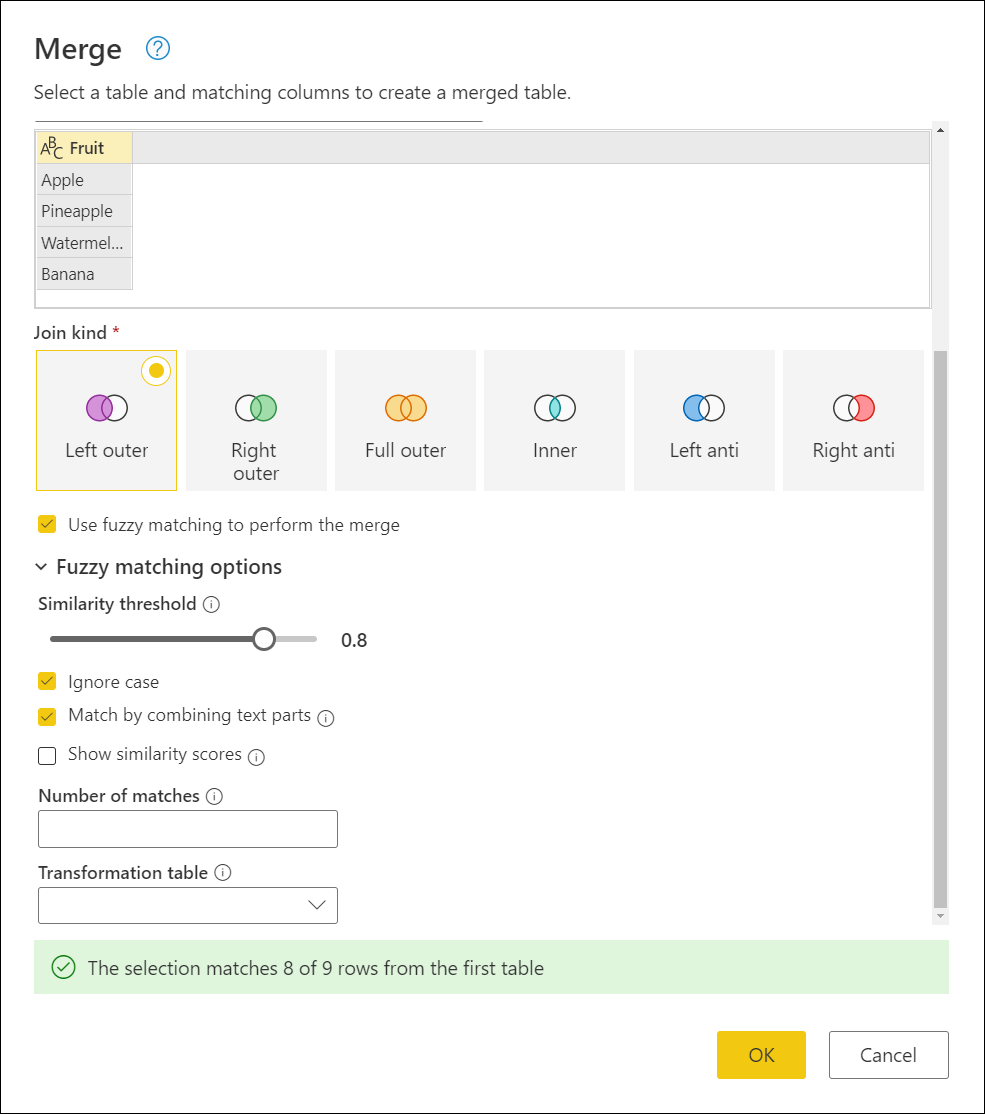 Merge
Select a table and matching columns to create a merged table.
ABC Fruit
Apple
Pineapple
Watermel...
Banana
Join kind *
Left outer
Right outer
Full outer
Inner
Left anti
Right anti
Use fuzzy matching to perform the merge
Fuzzy matching options
Similarity threshold
0.8
Ignore case
Match by combining text parts
Show similarity scores
Number of matches
Transformation table
The selection matches 8 of 9 rows from the first table
OK
Cancel